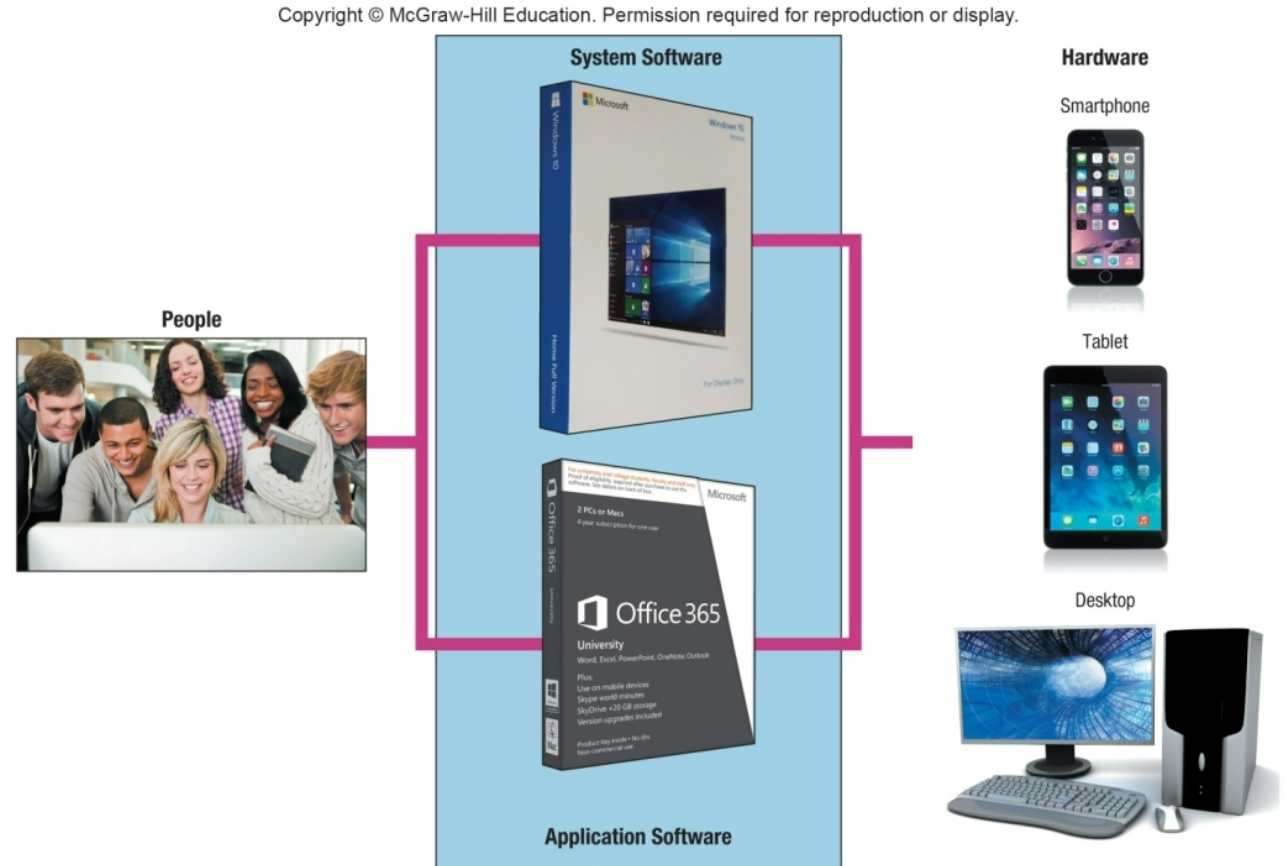 Copyright © McGraw-Hill Education. Permission required for reproduction or display.
System Software
Microsoft
Windows 10
Home
Windows 10
Home Full Version
For Display Only
People
For university and college students, faculty and staff only
Proof of eligibility required after purchase to use the
software. See details on back of box.
Microsoft
2 PCs or Macs
4 year subscription for one user
Office 365
University
Office 365
University
Word, Excel, PowerPoint, OneNote, Outlook
Plus:
Use on mobile devices
Skype world minutes
SkyDrive +20 GB storage
Version upgrades included
Product Key Inside • No disc
Non-commercial use
Mac
Application Software
Hardware
Smartphone
Tablet
Desktop